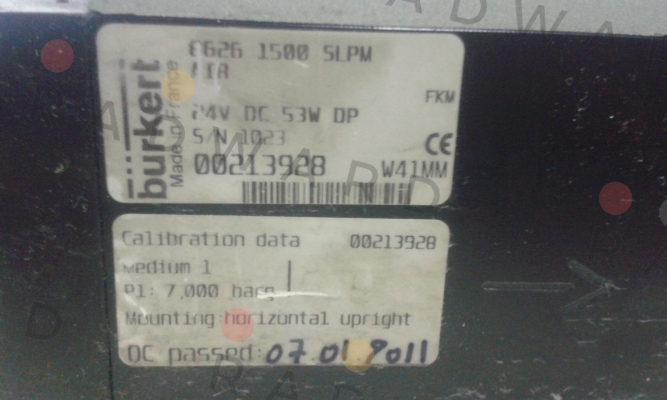 bürkert
Made in France
8626 1500 SLPM
AIR
FKM
24V DC 53W DP
S/N 1023
CE
00213928 W41MM
Calibration data 00213928
Medium 1
P1: 7,000 barg
Mounting: horizontal upright
QC passed: 07.01.2011